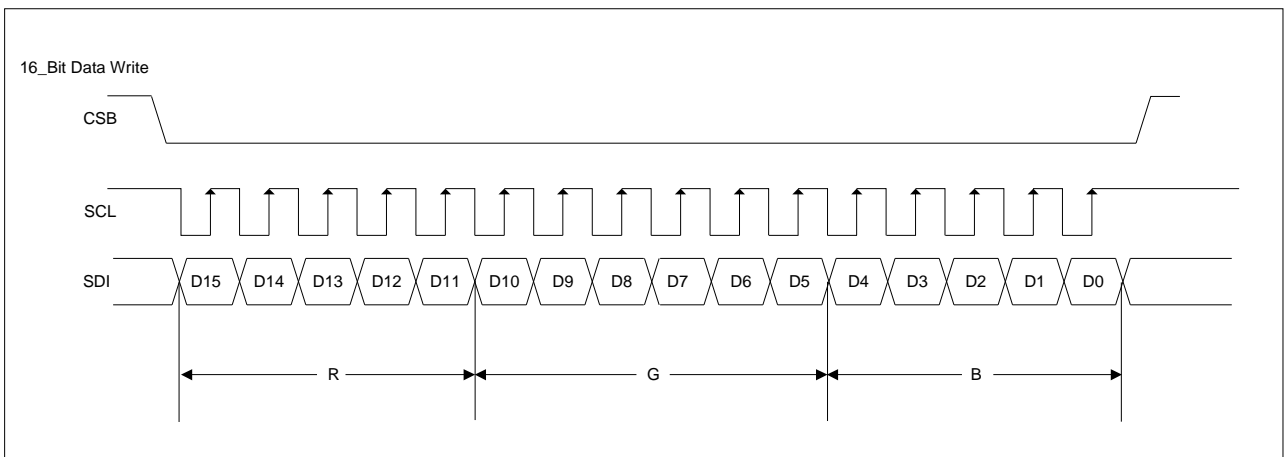 16_Bit Data Write
CSB
SCL
SDI D15 D14 D13 D12 D11 D10 D9 D8 D7 D6 D5 D4 D3 D2 D1 D0
R G B